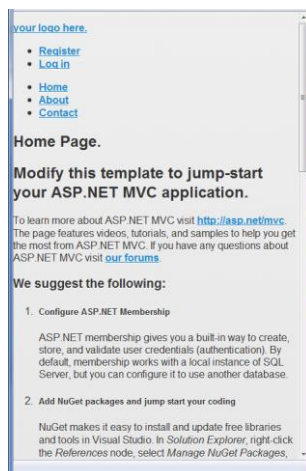 your logo here.
Register
Log in
Home
About
Contact
Home Page.
Modify this template to jump-start
your ASP.NET MVC application.
To learn more about ASP.NET MVC visit http://asp.net/mvc.
The page features videos, tutorials, and samples to help you get
the most from ASP.NET MVC. If you have any questions about
ASP.NET MVC visit our forums.
We suggest the following:
1. Configure ASP.NET Membership
ASP.NET membership gives you a built-in way to create,
store, and validate user credentials (authentication). By
default, membership works with a local instance of SQL
Server, but you can configure it to use another database.
2. Add NuGet packages and jump start your coding
NuGet makes it easy to install and update free libraries
and tools in Visual Studio. In Solution Explorer, right-click
the References node, select Manage NuGet Packages,